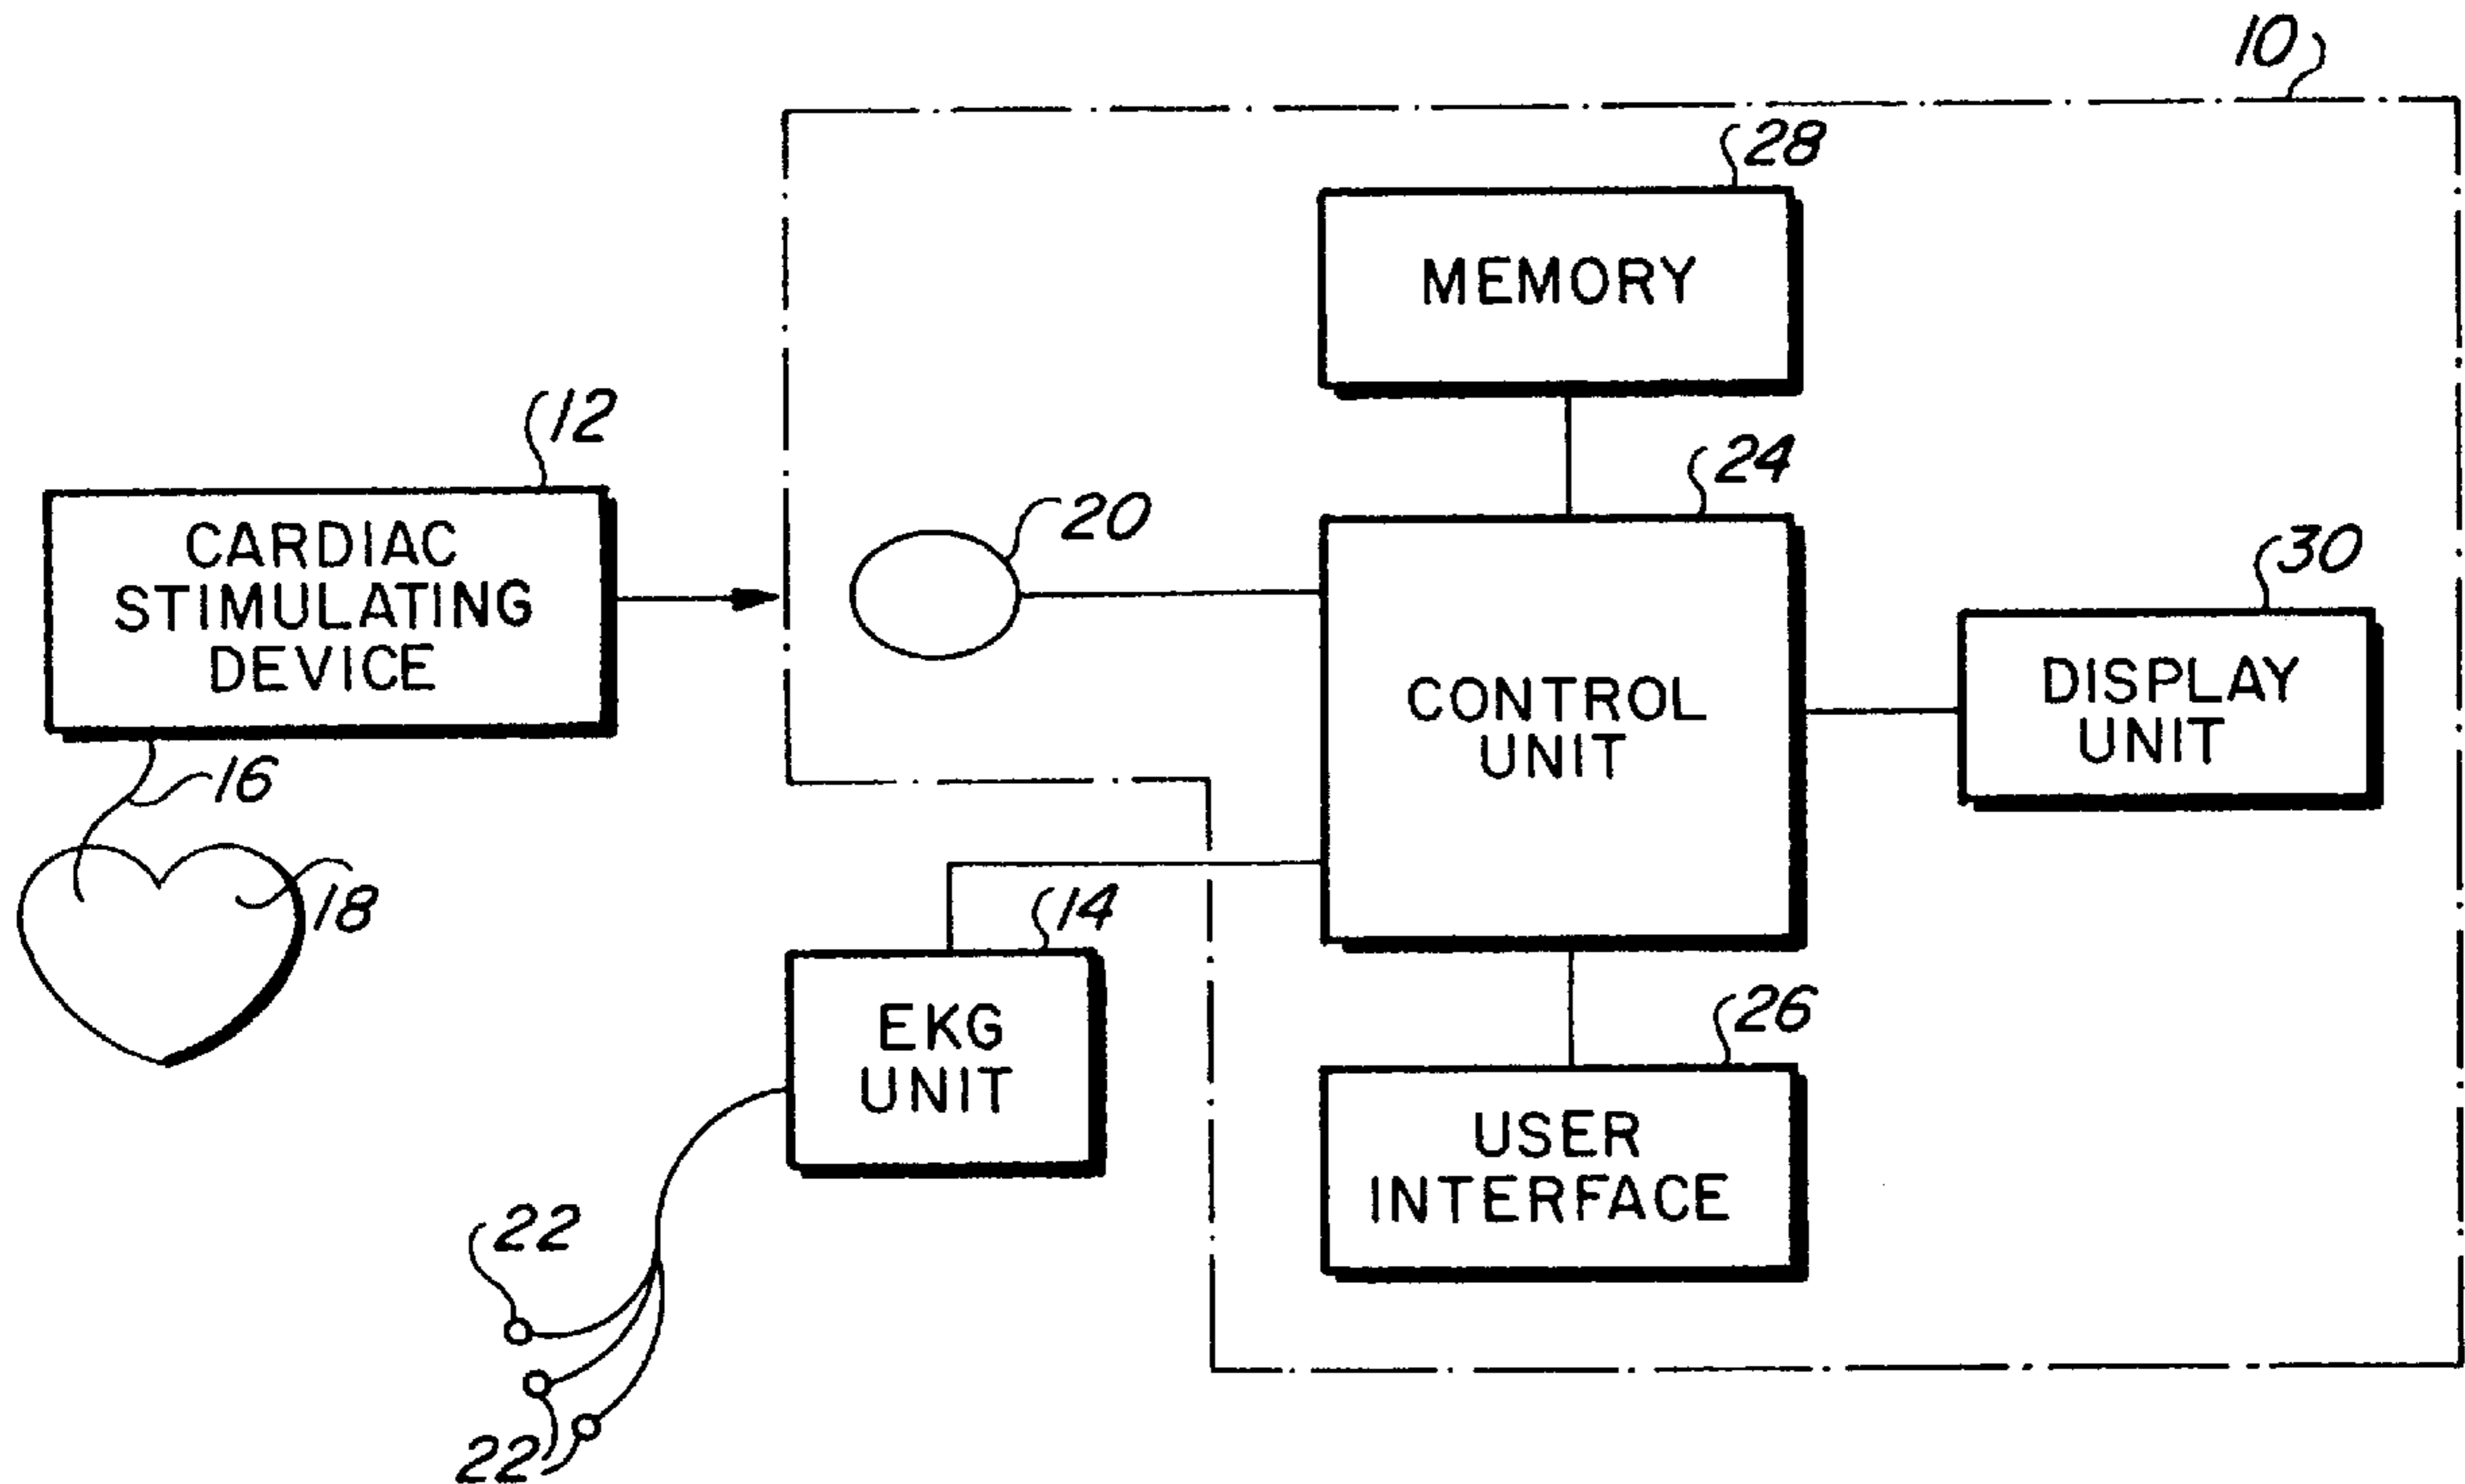 10
28
MEMORY
12
24
20
30
CARDIAC
STIMULATING
DEVICE
DISPLAY
UNIT
CONTROL
UNIT
16
18
14
EKG
UNIT
26
USER
INTERFACE
22
22